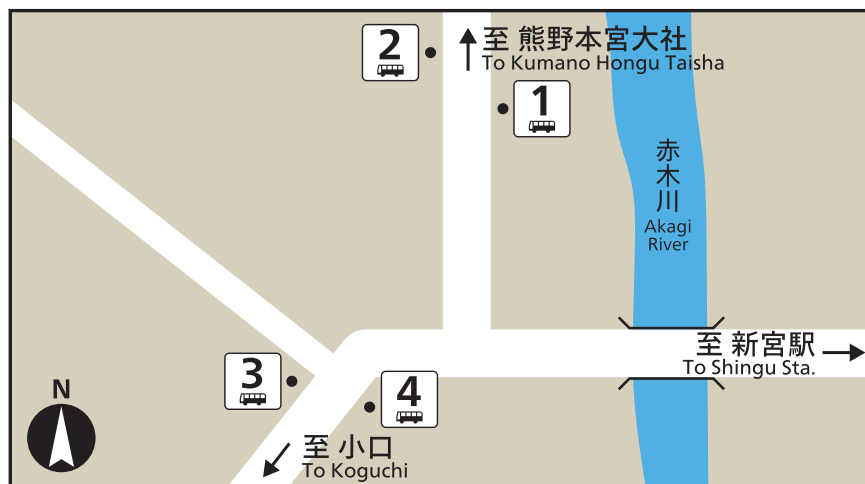 2
至 熊野本宮大社
To Kumano Hongu Taisha
1
赤木川
Akagi
River
至 新宮駅
To Shingu Sta.
3
4
N
至 小口
To Koguchi